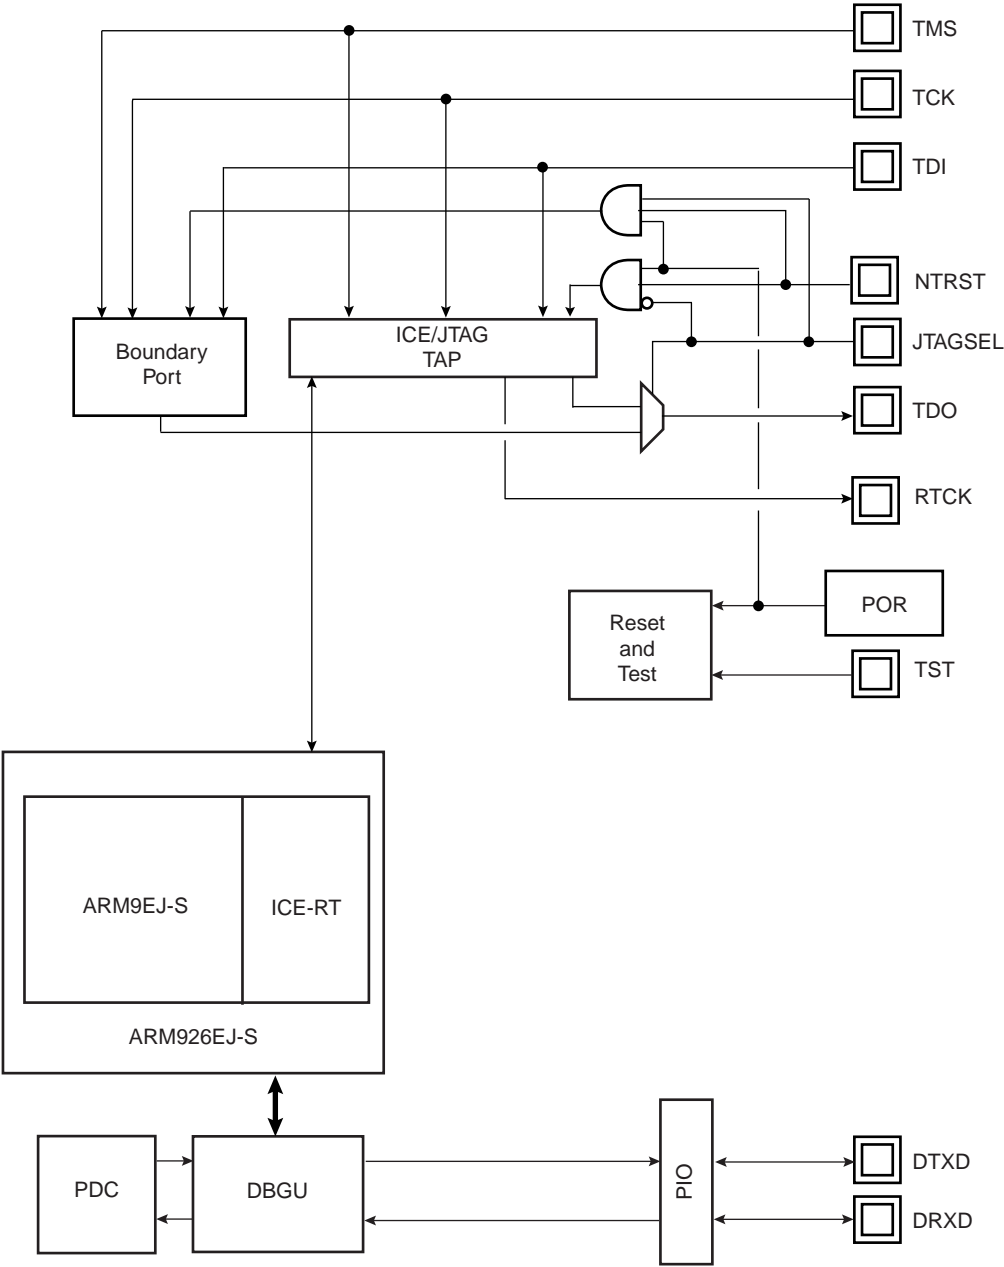 TMS
TCK
TDI
NTRST
JTAGSEL
Boundary
Port
ICE/JTAG
TAP
TDO
RTCK
POR
Reset
and
Test
TST
ARM9EJ-S
ICE-RT
ARM926EJ-S
PDC
DBGU
PIO
DTXD
DRXD